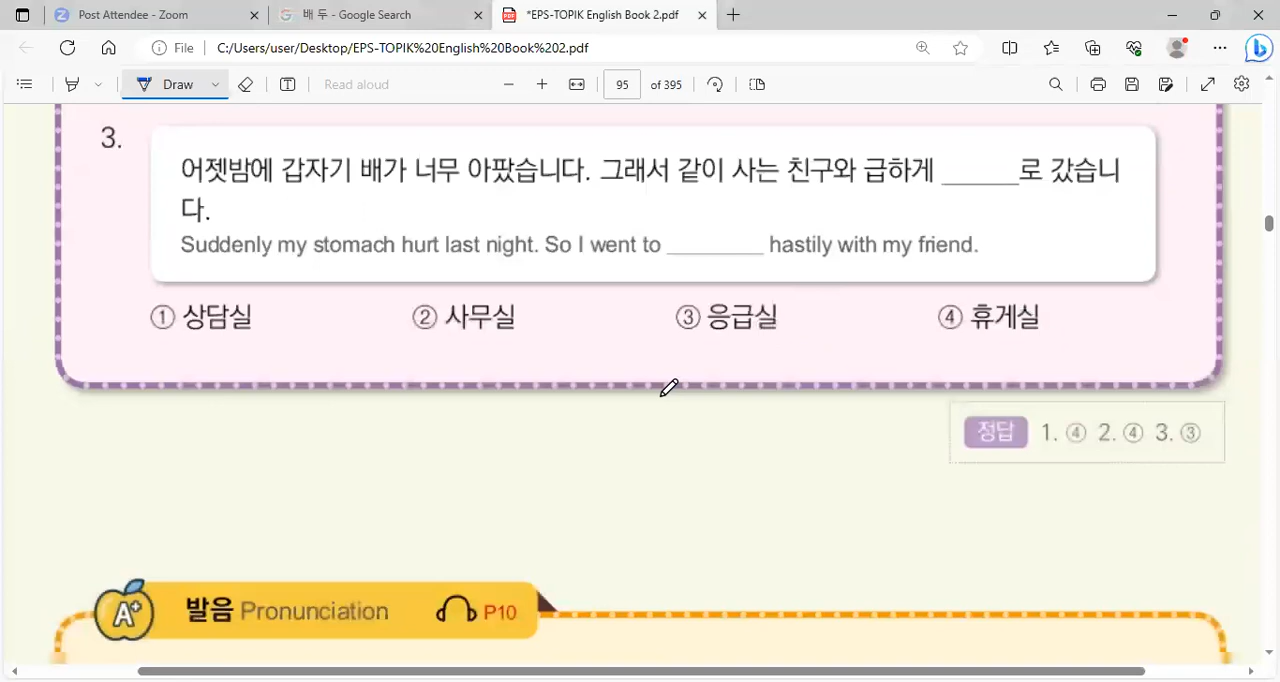 Post Attendee - Zoom
배 두 - Google Search
*EPS-TOPIK English Book 2.pdf
File
C:/Users/user/Desktop/EPS-TOPIK%20English%20Book%202.pdf
Draw
Read aloud
95 of 395
3.
어젯밤에 갑자기 배가 너무 아팠습니다. 그래서 같이 사는 친구와 급하게 ______로 갔습니
다.
Suddenly my stomach hurt last night. So I went to ________ hastily with my friend.
① 상담실 ② 사무실 ③ 응급실 ④ 휴게실
정답 1. ④ 2. ④ 3. ③
A+ 발음 Pronunciation P10